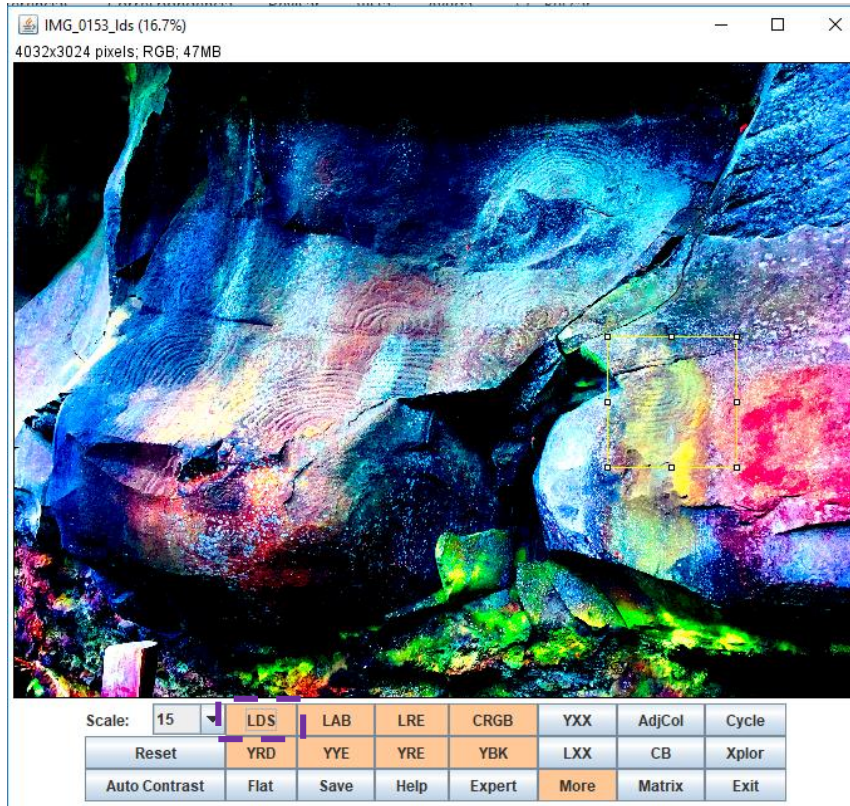 IMG_0153_lds (16.7%)
4032x3024 pixels; RGB; 47MB
Scale: 15 LDS LAB LRE CRGB YXX AdjCol Cycle
Reset YRD YYE YRE YBK LXX CB Xplor
Auto Contrast Flat Save Help Expert More Matrix Exit